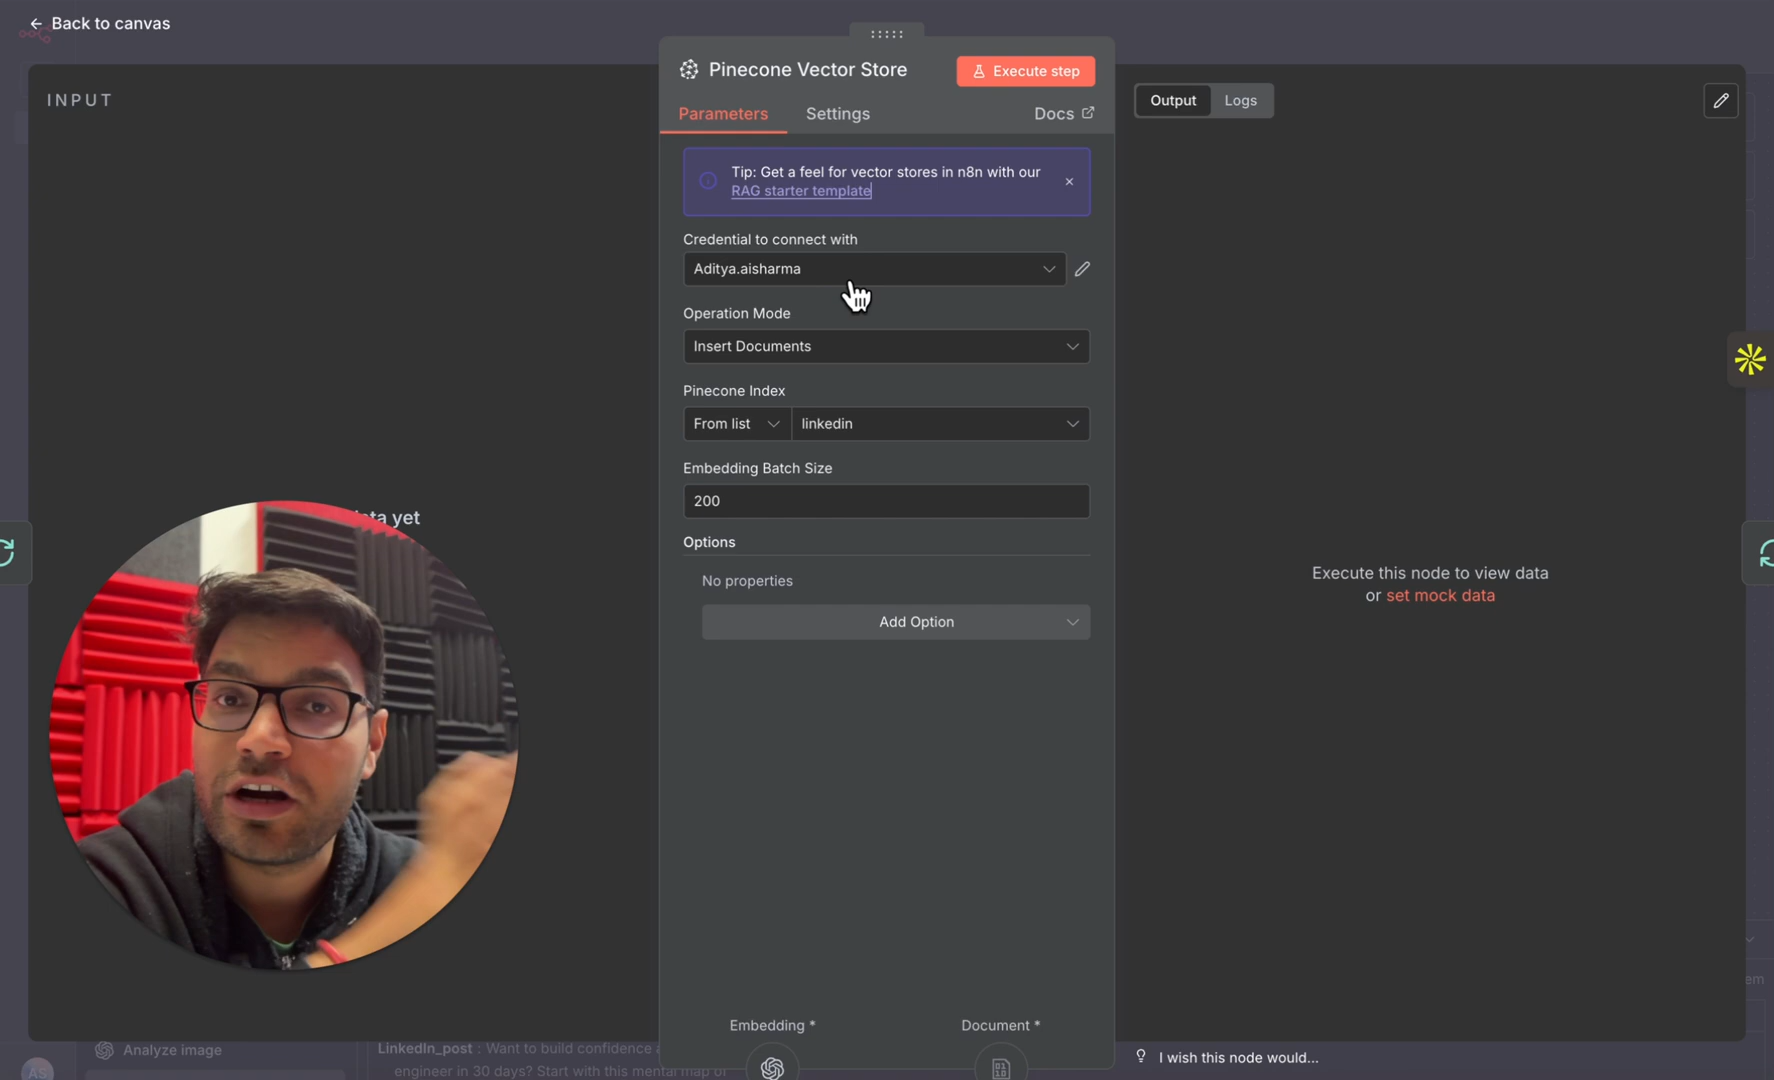 Back to canvas
INPUT
Pinecone Vector Store
Execute step
Parameters
Settings
Docs
Output
Logs
Tip: Get a feel for vector stores in n8n with our
RAG starter template
Credential to connect with
Aditya.aisharma
Operation Mode
Insert Documents
Pinecone Index
From list
linkedin
Embedding Batch Size
200
Options
No properties
Add Option
yet
Execute this node to view data
or set mock data
Embedding *
Document *
I wish this node would...
AS
Analyze image
LinkedIn_post : Want to build confidence
engineer in 30 days? Start with this mental map of